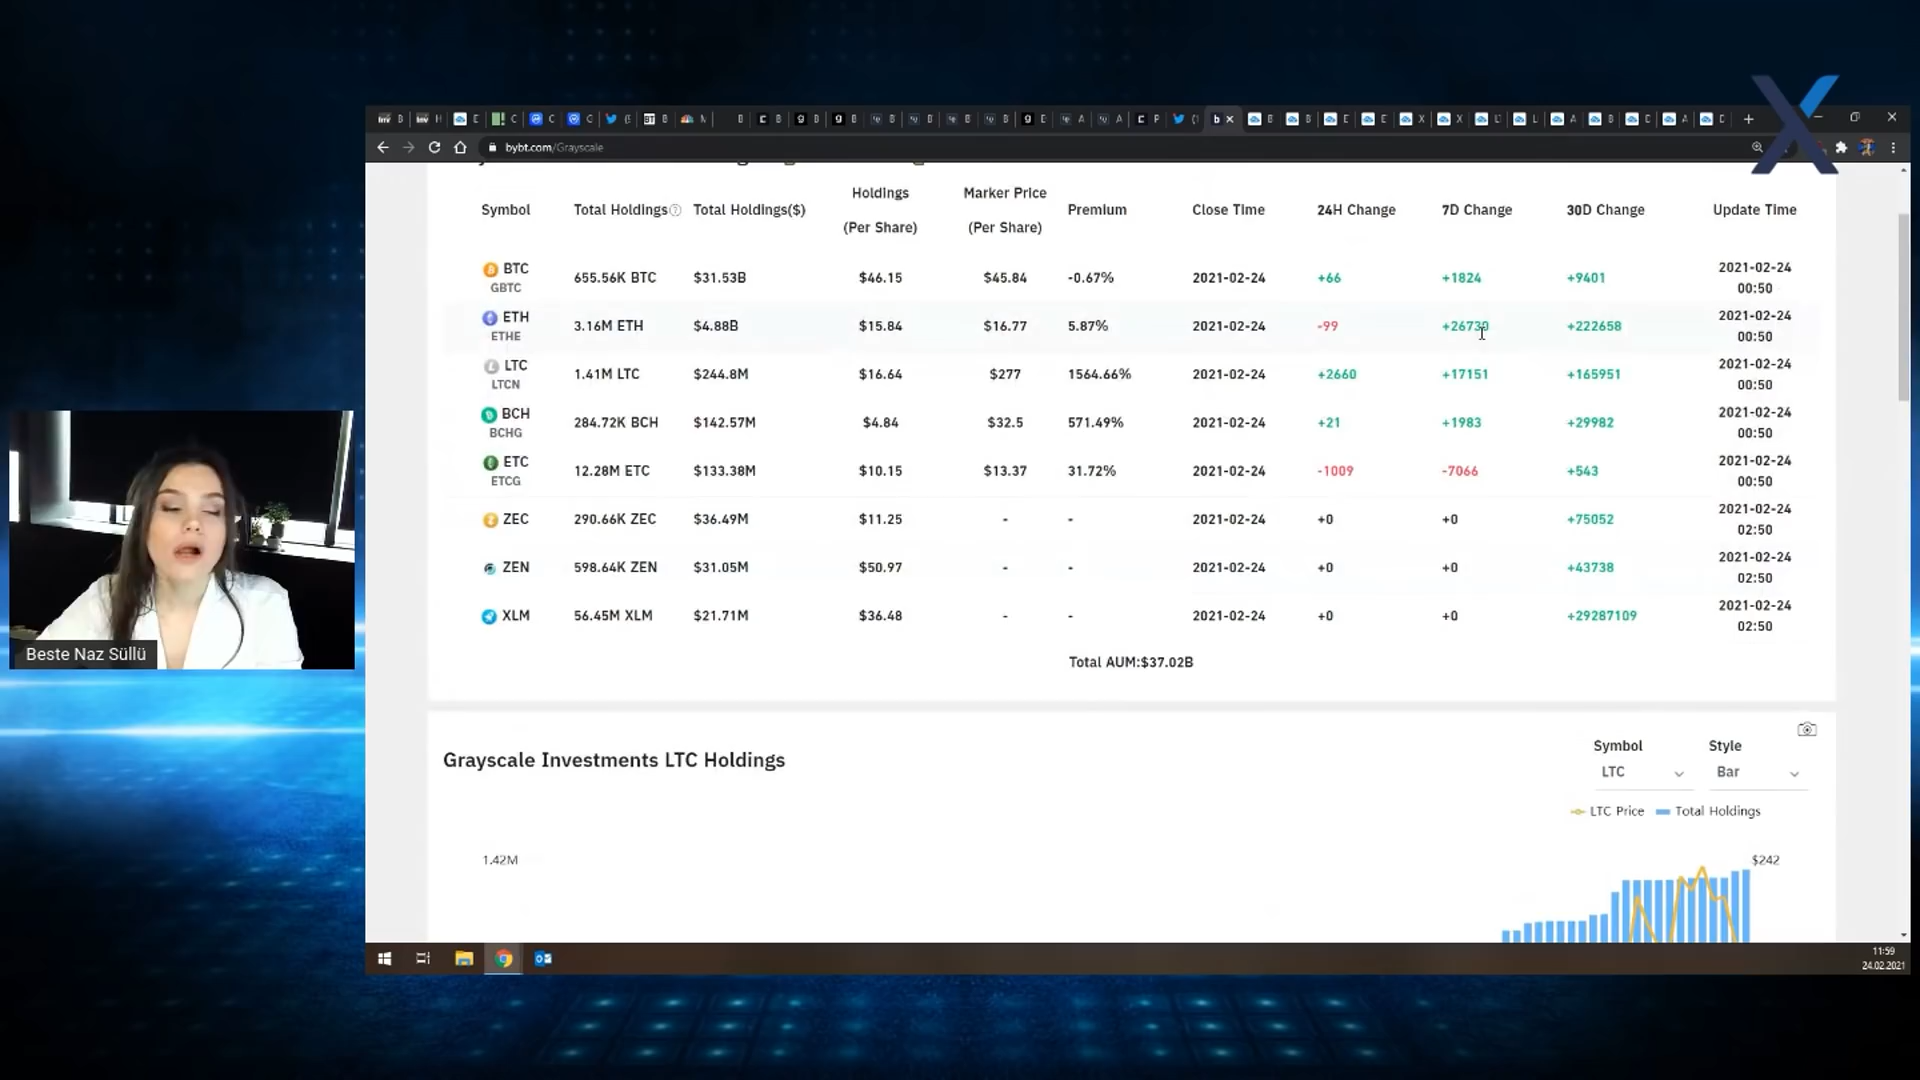 bybt.com/Grayscale
Symbol Total Holdings Total Holdings($) Holdings (Per Share) Marker Price (Per Share) Premium Close Time 24H Change 7D Change 30D Change Update Time
BTC GBTC 655.56K BTC $31.53B $46.15 $45.84 -0.67% 2021-02-24 +66 +1824 +9401 2021-02-24 00:50
ETH ETHE 3.16M ETH $4.88B $15.84 $16.77 5.87% 2021-02-24 -99 +26730 +222658 2021-02-24 00:50
LTC LTCN 1.41M LTC $244.8M $16.64 $277 1564.66% 2021-02-24 +2660 +17151 +165951 2021-02-24 00:50
BCH BCHG 284.72K BCH $142.57M $4.84 $32.5 571.49% 2021-02-24 +21 +1983 +29982 2021-02-24 00:50
ETC ETCG 12.28M ETC $133.38M $10.15 $13.37 31.72% 2021-02-24 -1009 -7066 +543 2021-02-24 00:50
ZEC 290.66K ZEC $36.49M $11.25 - - 2021-02-24 +0 +0 +75052 2021-02-24 02:50
ZEN 598.64K ZEN $31.05M $50.97 - - 2021-02-24 +0 +0 +43738 2021-02-24 02:50
XLM 56.45M XLM $21.71M $36.48 - - 2021-02-24 +0 +0 +29287109 2021-02-24 02:50
Total AUM:$37.02B
Beste Naz Süllü
Grayscale Investments LTC Holdings
Symbol Style
LTC Bar
LTC Price Total Holdings
1.42M $242
11:59
24.02.2021